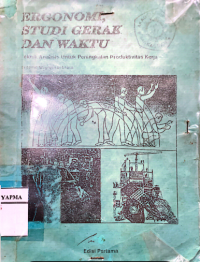 ERGONOMI,
STUDI GERAK
DAN WAKTU
Teknik Analisis Untuk Peningkatan Produktivitas Kerja
YAPMA
Edisi Pertama